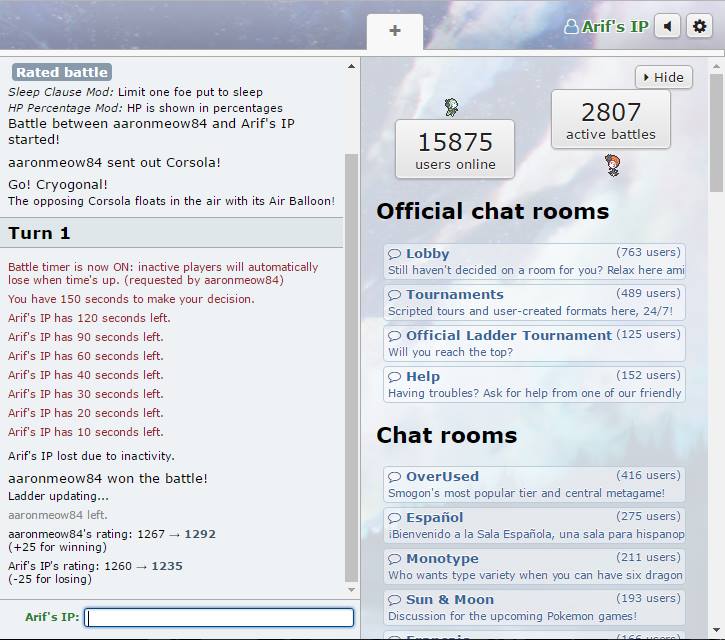 +
Arif's IP
Rated battle
Sleep Clause Mod: Limit one foe put to sleep
HP Percentage Mod: HP is shown in percentages
Battle between aaronmeow84 and Arif's IP
started!
aaronmeow84 sent out Corsola!
Go! Cryogonal!
The opposing Corsola floats in the air with its Air Balloon!
Turn 1
Battle timer is now ON: inactive players will automatically
lose when time's up. (requested by aaronmeow84)
You have 150 seconds to make your decision.
Arif's IP has 120 seconds left.
Arif's IP has 90 seconds left.
Arif's IP has 60 seconds left.
Arif's IP has 40 seconds left.
Arif's IP has 30 seconds left.
Arif's IP has 20 seconds left.
Arif's IP has 10 seconds left.
Arif's IP lost due to inactivity.
aaronmeow84 won the battle!
Ladder updating...
aaronmeow84 left.
aaronmeow84's rating: 1267 → 1292
(+25 for winning)
Arif's IP's rating: 1260 → 1235
(-25 for losing)
Arif's IP:
Hide
15875
users online
2807
active battles
Official chat rooms
Lobby (763 users)
Still haven't decided on a room for you? Relax here ami
Tournaments (489 users)
Scripted tours and user-created formats here, 24/7!
Official Ladder Tournament (125 users)
Will you reach the top?
Help (152 users)
Having troubles? Ask for help from one of our friendly
Chat rooms
OverUsed (416 users)
Smogon's most popular tier and central metagame!
Español (275 users)
¡Bienvenido a la Sala Española, una sala para hispanop
Monotype (211 users)
Who wants type variety when you can have six dragon
Sun & Moon (193 users)
Discussion for the upcoming Pokemon games!
Français (166 users)